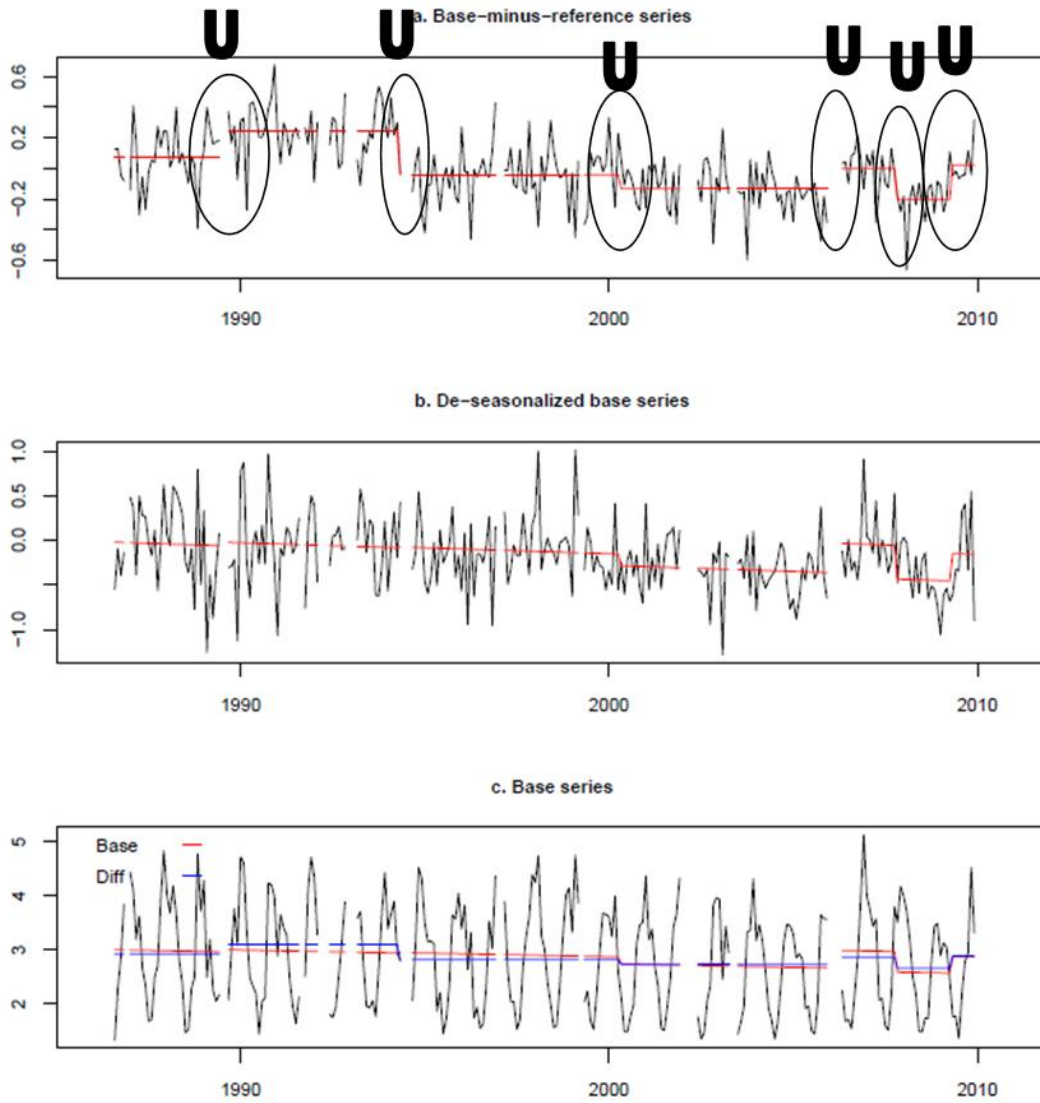 a. Base−minus−reference series
U U U U U U
0.6
0.2
−0.2
−0.6
1990 2000 2010
b. De−seasonalized base series
1.0
0.5
0.0
−1.0
1990 2000 2010
c. Base series
5
4
3
2
Base
Diff
1990 2000 2010